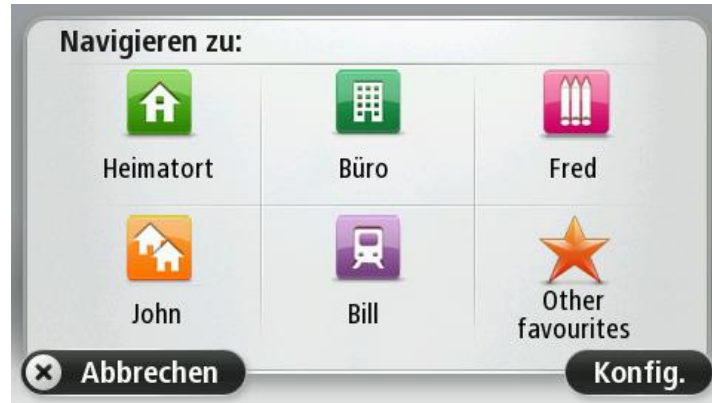 Navigieren zu:
Heimatort
Büro
Fred
John
Bill
Other
favourites
Abbrechen
Konfig.